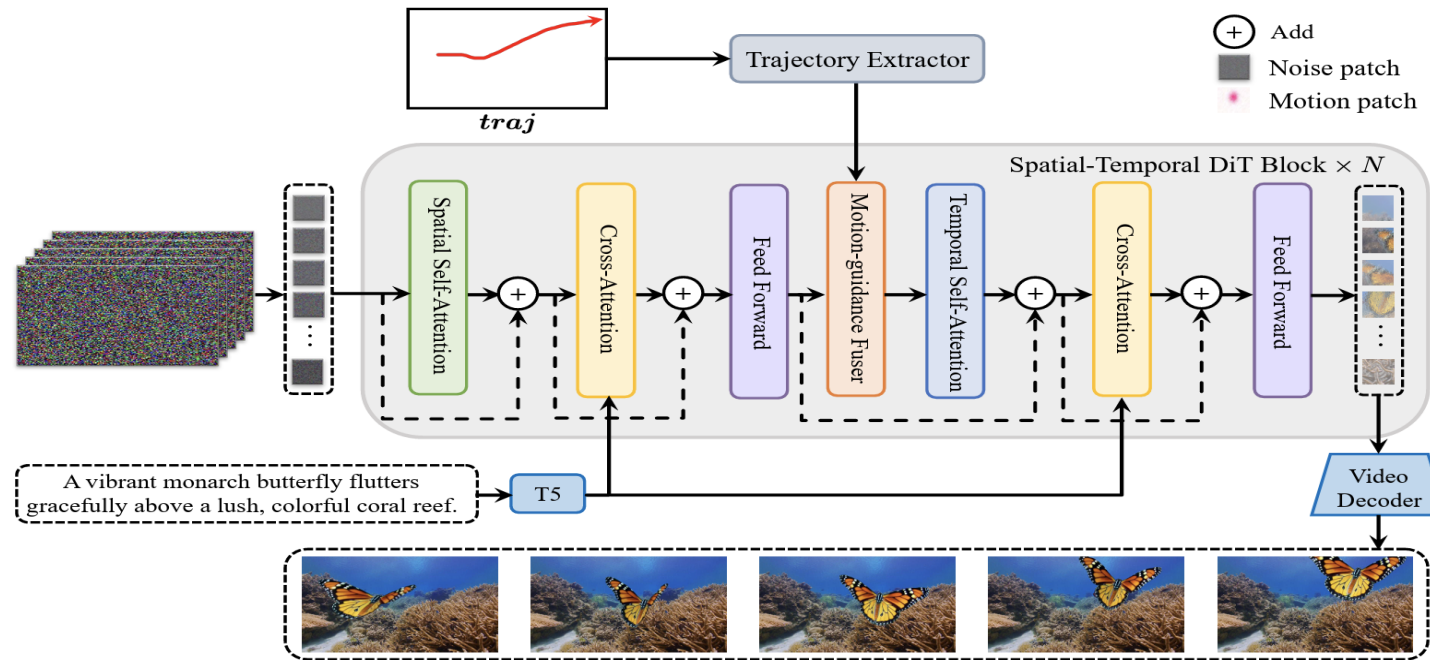 traj
Trajectory Extractor
+ Add
Noise patch
Motion patch
Spatial-Temporal DiT Block × N
Spatial Self-Attention
+
Cross-Attention
+
Feed Forward
Motion-guidance Fuser
Temporal Self-Attention
+
Cross-Attention
+
Feed Forward
...
...
A vibrant monarch butterfly flutters
gracefully above a lush, colorful coral reef.
T5
Video
Decoder